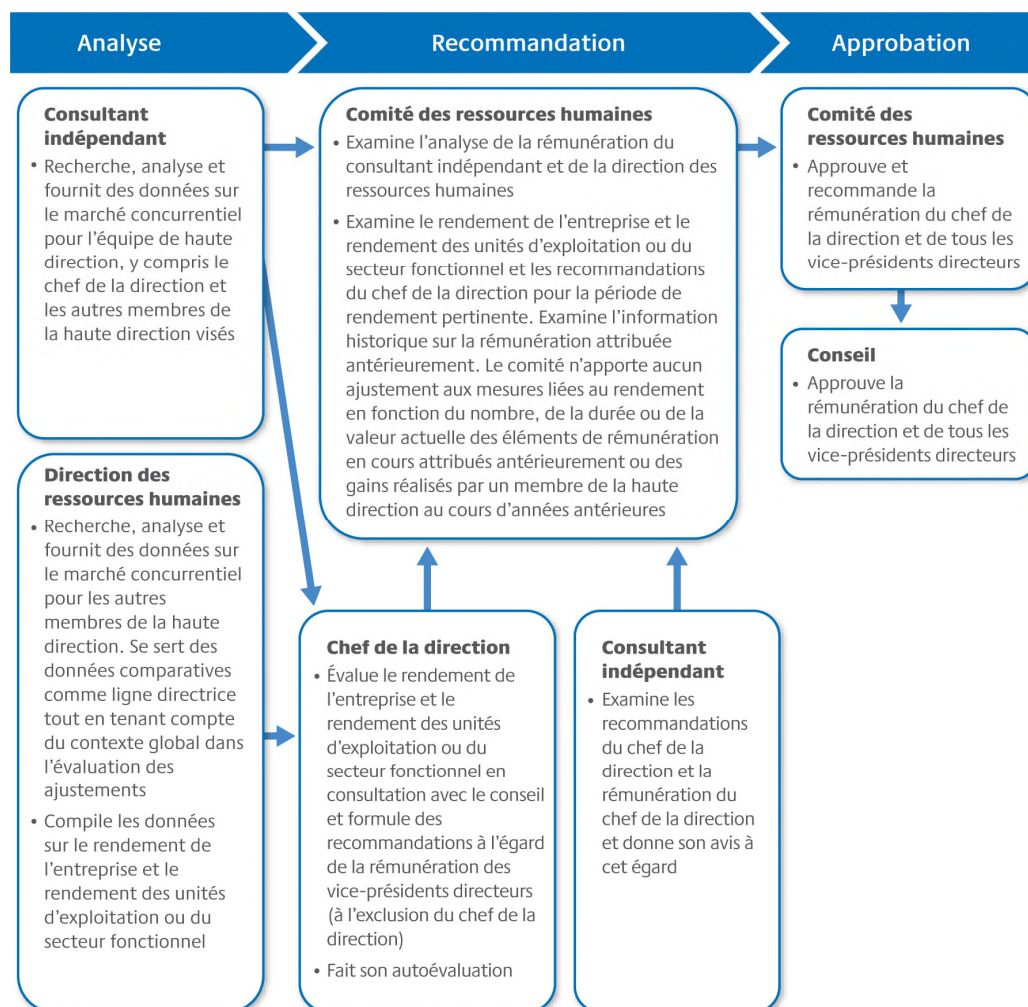 Analyse
Recommandation
Approbation
Consultant
indépendant
• Recherche, analyse et
fournit des données sur
le marché concurrentiel
pour l'équipe de haute
direction, y compris le
chef de la direction et
les autres membres de
la haute direction visés
Direction des
ressources humaines
• Recherche, analyse et
fournit des données sur
le marché concurrentiel
pour les autres
membres de la haute
direction. Se sert des
données comparatives
comme ligne directrice
tout en tenant compte
du contexte global dans
l'évaluation des
ajustements
• Compile les données
sur le rendement de
l'entreprise et le
rendement des unités
d'exploitation ou du
secteur fonctionnel
Comité des ressources humaines
• Examine l'analyse de la rémunération du
consultant indépendant et de la direction des
ressources humaines
• Examine le rendement de l'entreprise et le
rendement des unités d'exploitation ou du
secteur fonctionnel et les recommandations
du chef de la direction pour la période de
rendement pertinente. Examine l'information
historique sur la rémunération attribuée
antérieurement. Le comité n'apporte aucun
ajustement aux mesures liées au rendement
en fonction du nombre, de la durée ou de la
valeur actuelle des éléments de rémunération
en cours attribués antérieurement ou des
gains réalisés par un membre de la haute
direction au cours d'années antérieures
Chef de la direction
• Évalue le rendement de
l'entreprise et le
rendement des unités
d'exploitation ou du
secteur fonctionnel en
consultation avec le conseil
et formule des
recommandations à l'égard
de la rémunération des
vice-présidents directeurs
(à l'exclusion du chef de la
direction)
• Fait son autoévaluation
Consultant
indépendant
• Examine les
recommandations
du chef de la
direction et la
rémunération du
chef de la direction
et donne son avis à
cet égard
Comité des
ressources humaines
• Approuve et
recommande la
rémunération du chef de
la direction et de tous les
vice-présidents directeurs
Conseil
• Approuve la
rémunération du chef de
la direction et de tous les
vice-présidents directeurs